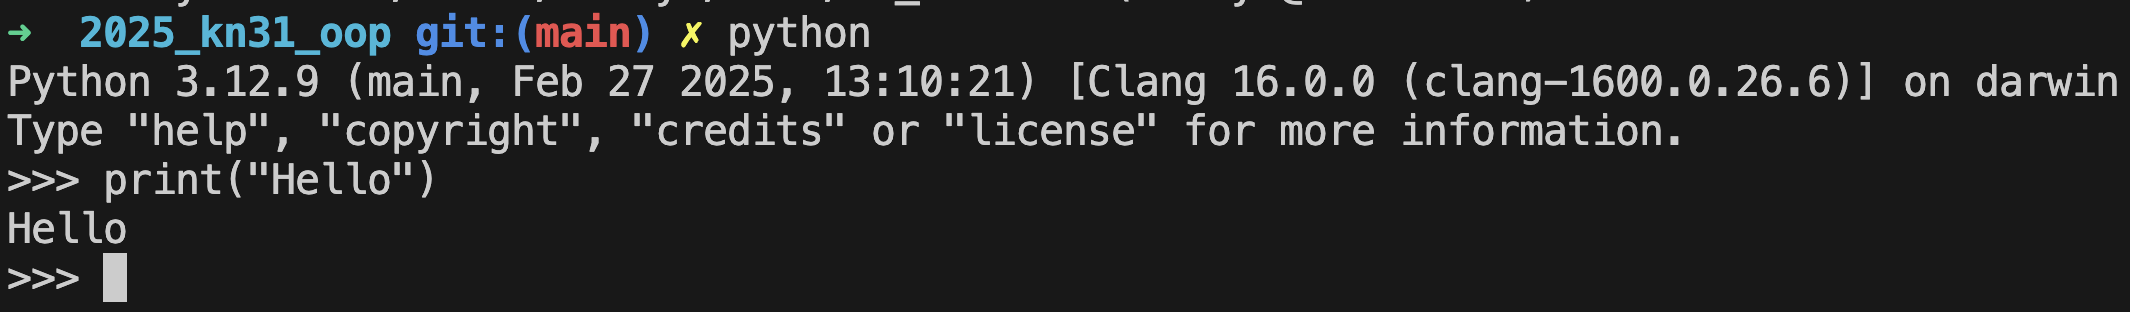 ➜  2025_kn31_oop git:(main) ✗ python
Python 3.12.9 (main, Feb 27 2025, 13:10:21) [Clang 16.0.0 (clang-1600.0.26.6)] on darwin
Type "help", "copyright", "credits" or "license" for more information.
>>> print("Hello")
Hello
>>>